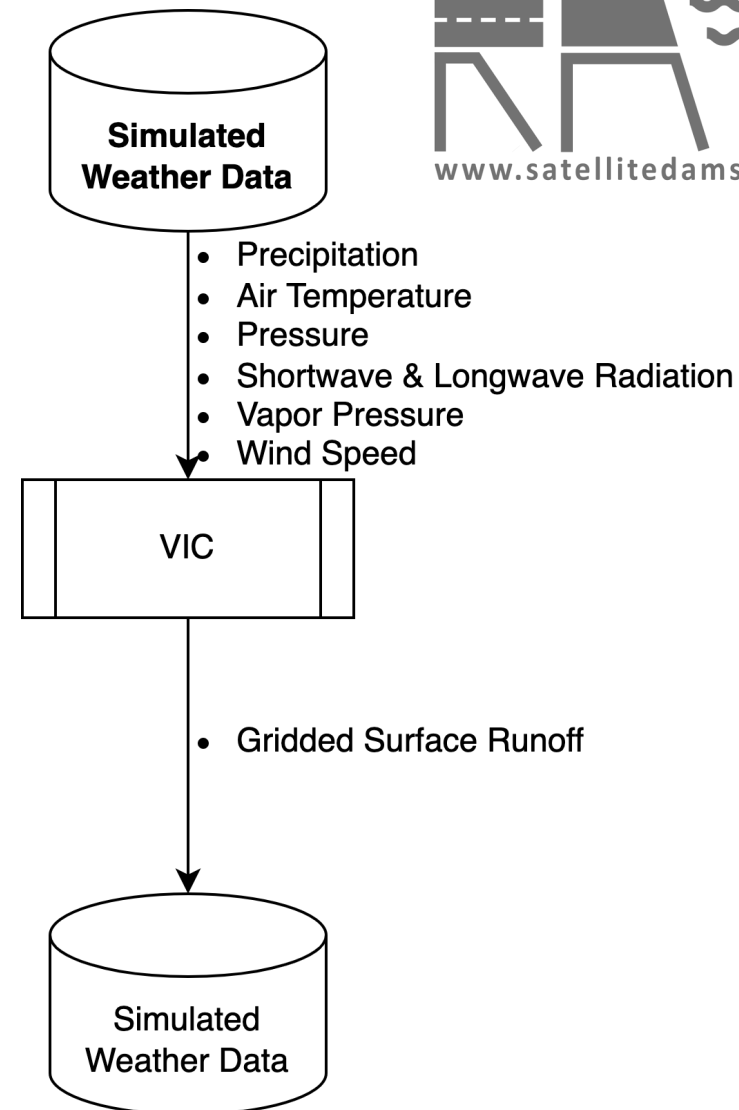 Simulated
Weather Data
www.satellitedams
• Precipitation
• Air Temperature
• Pressure
• Shortwave & Longwave Radiation
• Vapor Pressure
• Wind Speed
VIC
• Gridded Surface Runoff
Simulated
Weather Data